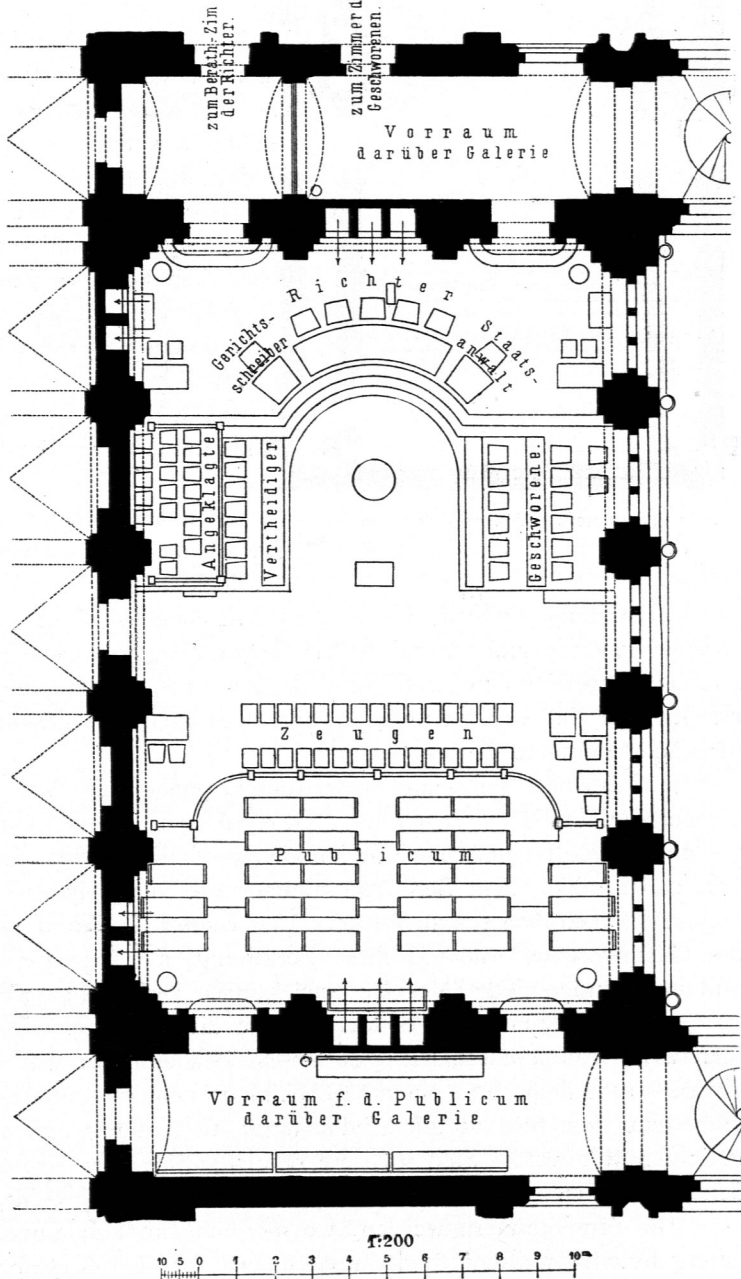 zum Berath-Zim
der Richter.
zum Zimmer d
Geschworenen.
Vorraum
darüber Galerie
Richter
Gerichts-
schreiber
Staats-
anwalt
Angeklagte
Vertheidiger
Geschworene.
Zeugen
Publicum
Vorraum f. d. Publicum
darüber Galerie
1:200
10 5 0 1 2 3 4 5 6 7 8 9 10 m